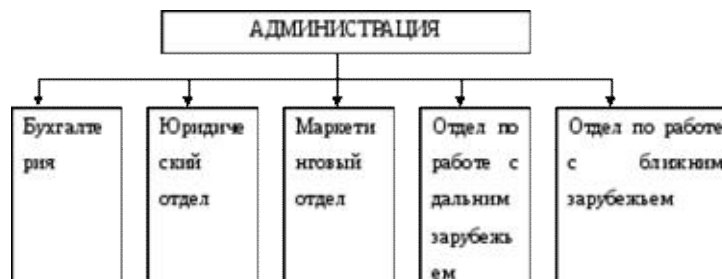 АДМИНИСТРАЦИЯ
Бухгалте
рия
Юридиче
ский
отдел
Маркети
нговый
отдел
Отдел по
работе с
дальним
зарубежь
ем
Отдел по работе
с ближним
зарубежьем